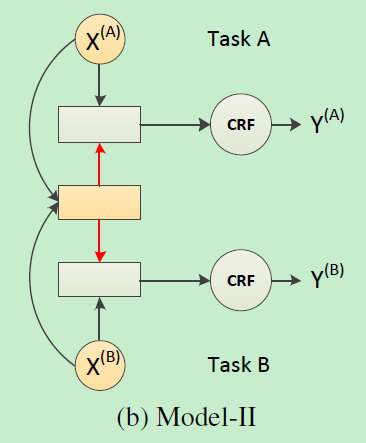 X(A)
Task A
CRF
Y(A)
CRF
Y(B)
X(B)
Task B
(b) Model-II